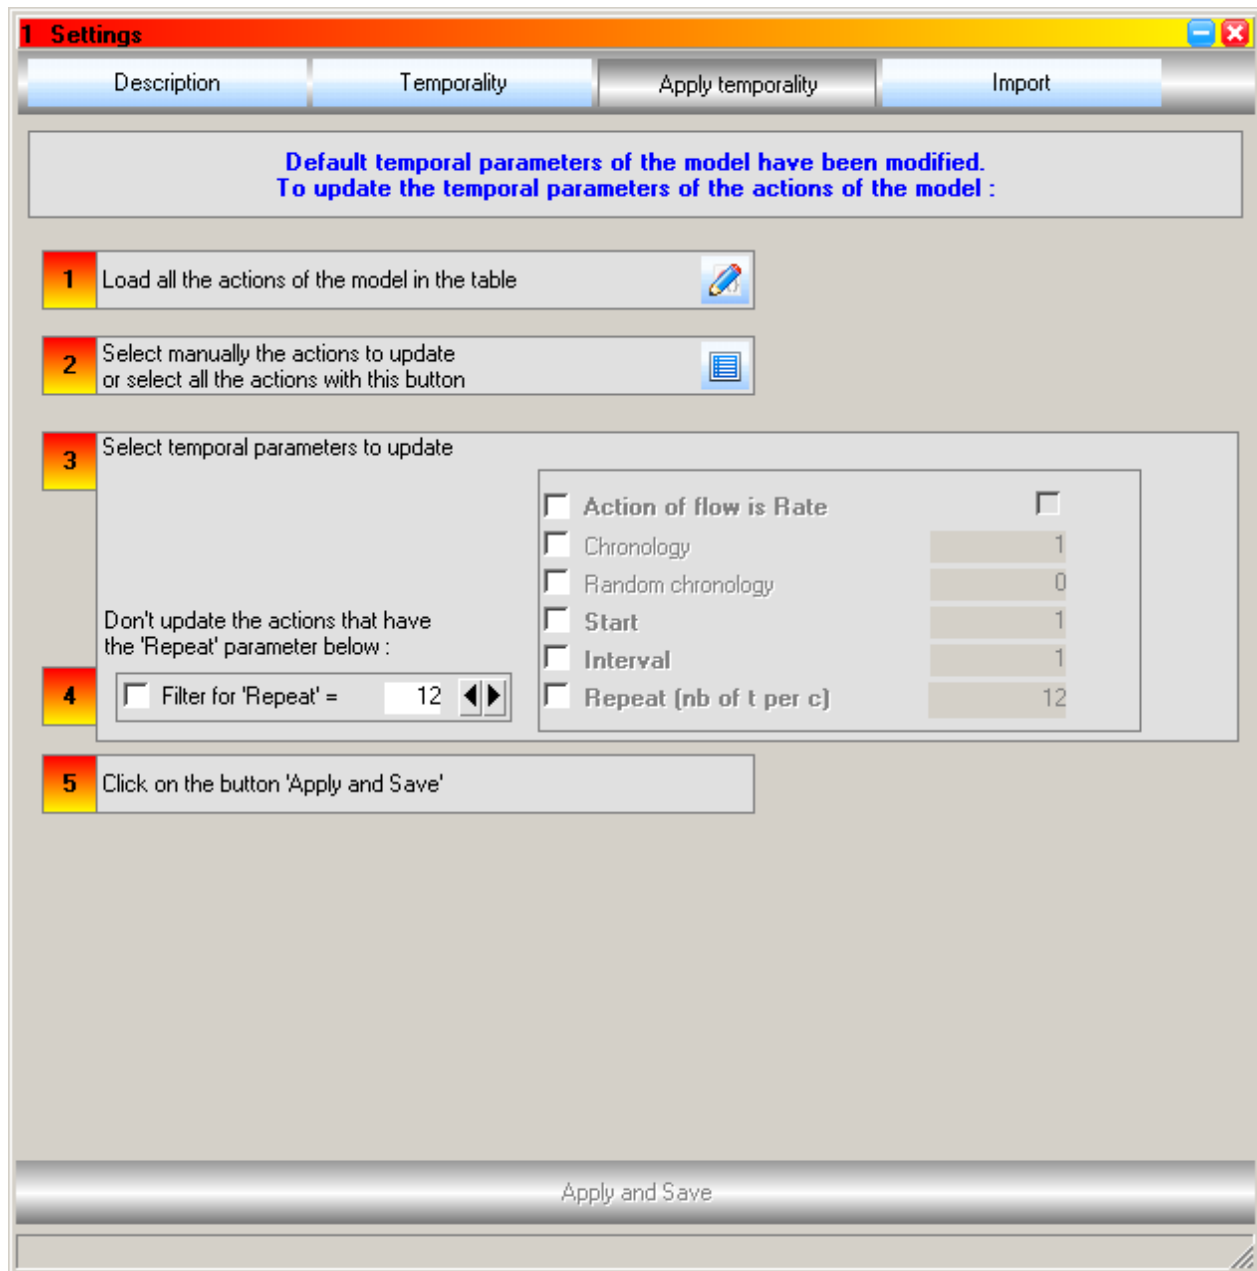 1 Settings
Description Temporality Apply temporality Import
Default temporal parameters of the model have been modified.
To update the temporal parameters of the actions of the model :
1 Load all the actions of the model in the table
2 Select manually the actions to update
or select all the actions with this button
3 Select temporal parameters to update
Action of flow is Rate
Chronology 1
Random chronology 0
Start 1
Interval 1
Repeat (nb of t per c) 12
Don't update the actions that have
the 'Repeat' parameter below :
4 Filter for 'Repeat' = 12
5 Click on the button 'Apply and Save'
Apply and Save